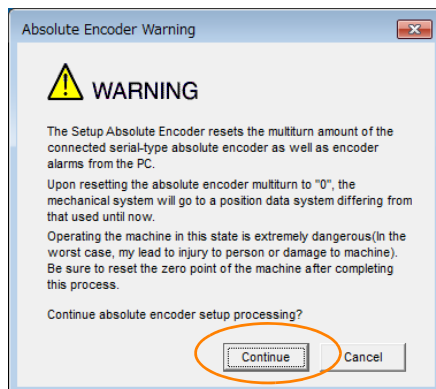 Absolute Encoder Warning
WARNING
The Setup Absolute Encoder resets the multiturn amount of the
connected serial-type absolute encoder as well as encoder
alarms from the PC.
Upon resetting the absolute encoder multiturn to "0", the
mechanical system will go to a position data system differing from
that used until now.
Operating the machine in this state is extremely dangerous(In the
worst case, my lead to injury to person or damage to machine).
Be sure to reset the zero point of the machine after completing
this process.
Continue absolute encoder setup processing?
Continue Cancel